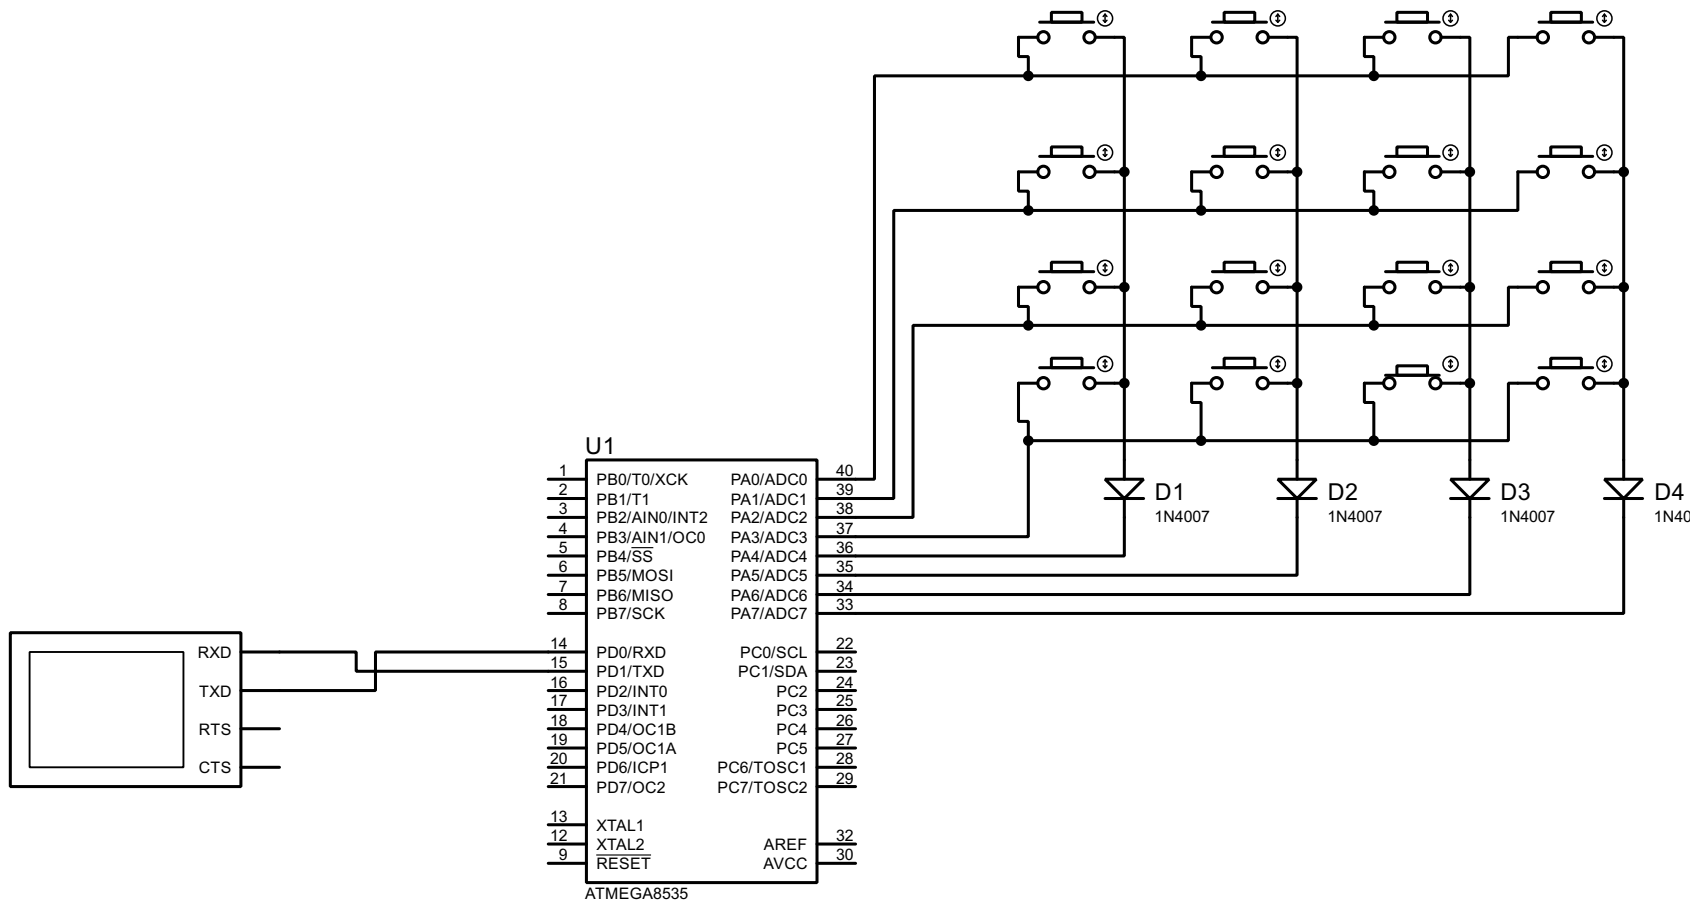 U1
1 PB0/T0/XCK PA0/ADC0 40
2 PB1/T1 PA1/ADC1 39
3 PB2/AIN0/INT2 PA2/ADC2 38
4 PB3/AIN1/OC0 PA3/ADC3 37
5 PB4/SS PA4/ADC4 36
6 PB5/MOSI PA5/ADC5 35
7 PB6/MISO PA6/ADC6 34
8 PB7/SCK PA7/ADC7 33
14 PD0/RXD PC0/SCL 22
15 PD1/TXD PC1/SDA 23
16 PD2/INT0 PC2 24
17 PD3/INT1 PC3 25
18 PD4/OC1B PC4 26
19 PD5/OC1A PC5 27
20 PD6/ICP1 PC6/TOSC1 28
21 PD7/OC2 PC7/TOSC2 29
13 XTAL1
12 XTAL2 AREF 32
9 RESET AVCC 30
ATMEGA8535
RXD
TXD
RTS
CTS
D1
1N4007
D2
1N4007
D3
1N4007
D4
1N40